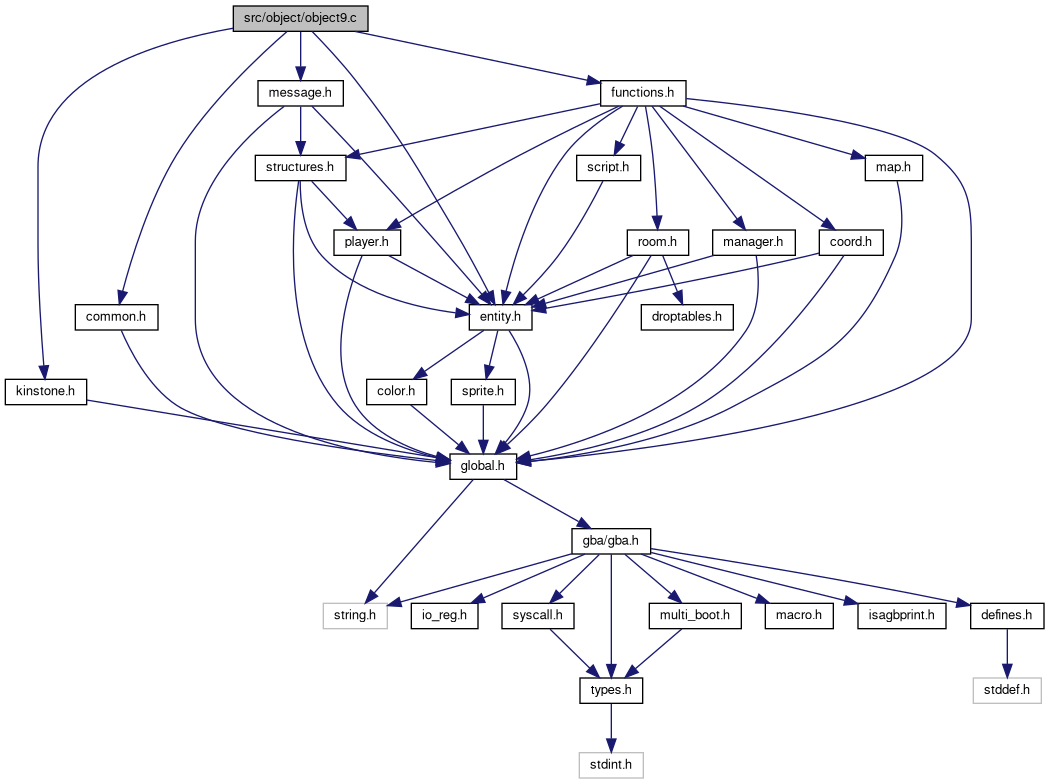 src/object/object9.c
message.h
functions.h
structures.h
script.h
map.h
player.h
room.h
manager.h
coord.h
common.h
entity.h
droptables.h
kinstone.h
color.h
sprite.h
global.h
gba/gba.h
string.h
io_reg.h
syscall.h
multi_boot.h
macro.h
isagbprint.h
defines.h
types.h
stddef.h
stdint.h